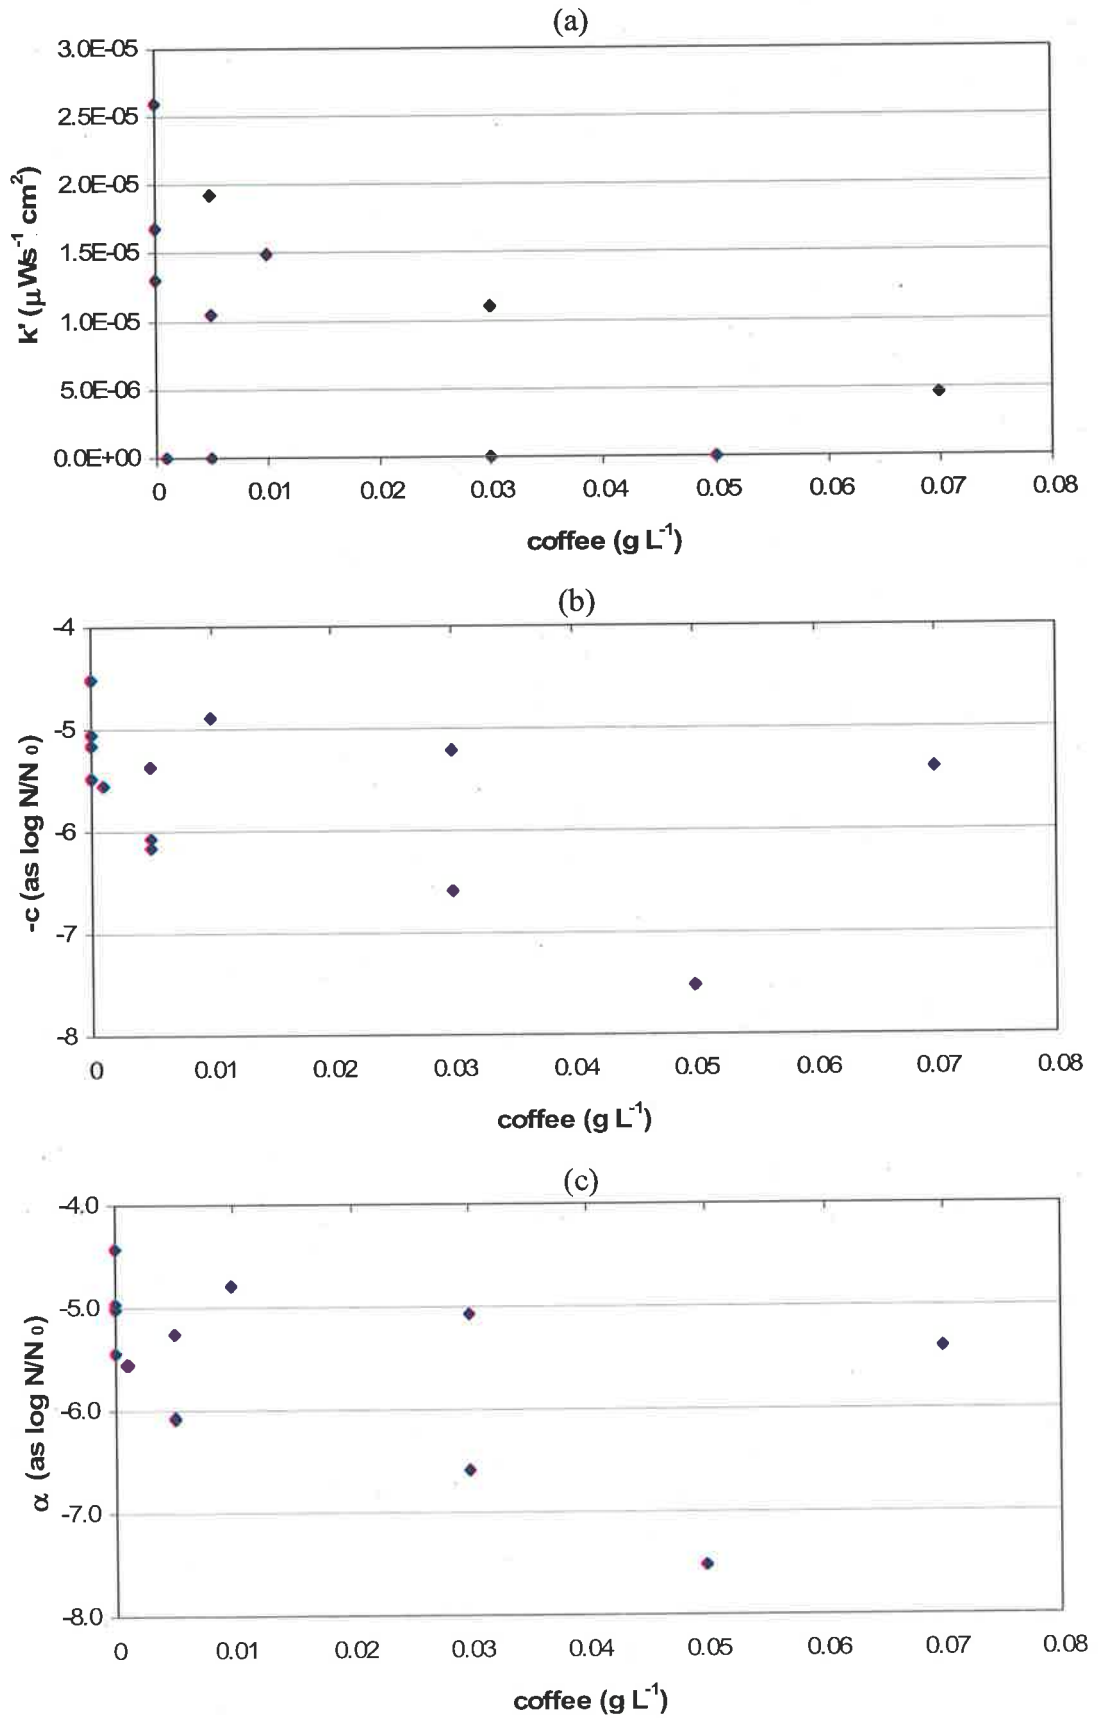 (a)
3.0E-05
2.5E-05
2.0E-05
1.5E-05
1.0E-05
5.0E-06
0.0E+00
k' (μWs⁻¹ cm²)
0 0.01 0.02 0.03 0.04 0.05 0.06 0.07 0.08
coffee (g L⁻¹)
(b)
-4
-5
-6
-7
-8
-c (as log N/N₀)
0 0.01 0.02 0.03 0.04 0.05 0.06 0.07 0.08
coffee (g L⁻¹)
(c)
-4.0
-5.0
-6.0
-7.0
-8.0
α (as log N/N₀)
0 0.01 0.02 0.03 0.04 0.05 0.06 0.07 0.08
coffee (g L⁻¹)